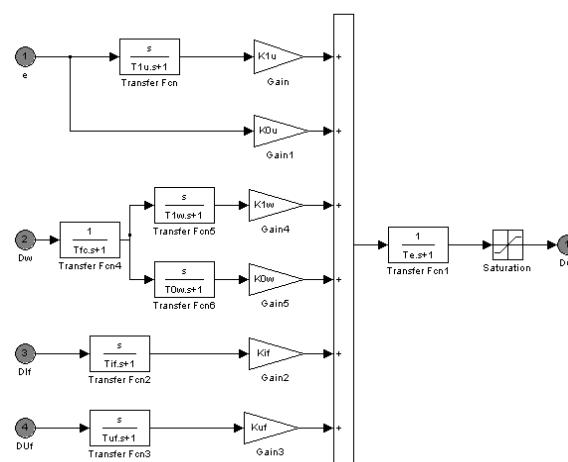 1
e
s
T1u.s+1
Transfer Fcn
K1u
Gain
+
K0u
Gain1
+
2
Dw
1
Tfc.s+1
Transfer Fcn4
s
T1w.s+1
Transfer Fcn5
K1w
Gain4
+
s
T0w.s+1
Transfer Fcn6
K0w
Gain5
+
1
Te.s+1
Transfer Fcn1
Saturation
1
3
DIf
s
Tif.s+1
Transfer Fcn2
Kif
Gain2
+
4
DUf
s
Tuf.s+1
Transfer Fcn3
Kuf
Gain3
+